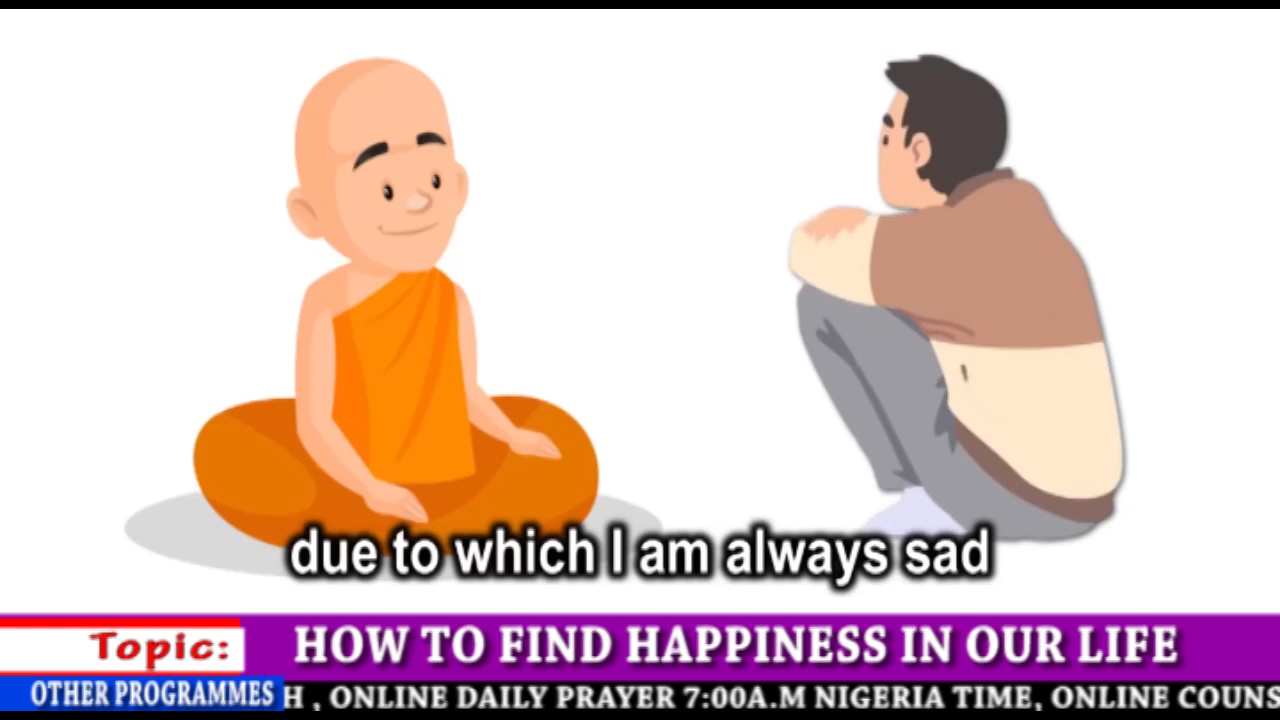 due to which I am always sad
Topic: HOW TO FIND HAPPINESS IN OUR LIFE
OTHER PROGRAMMES H , ONLINE DAILY PRAYER 7:00A.M NIGERIA TIME, ONLINE COUNS